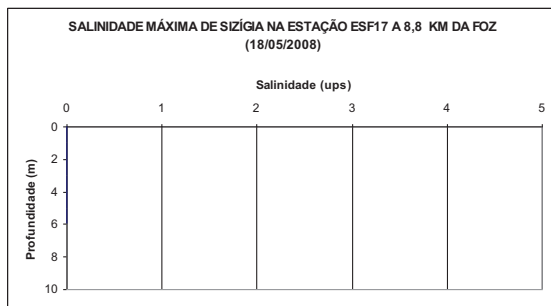 SALINIDADE MÁXIMA DE SIZÍGIA NA ESTAÇÃO ESF17 A 8,8 KM DA FOZ
(18/05/2008)
Salinidade (ups)
0 1 2 3 4 5
Profundidade (m)
0
2
4
6
8
10